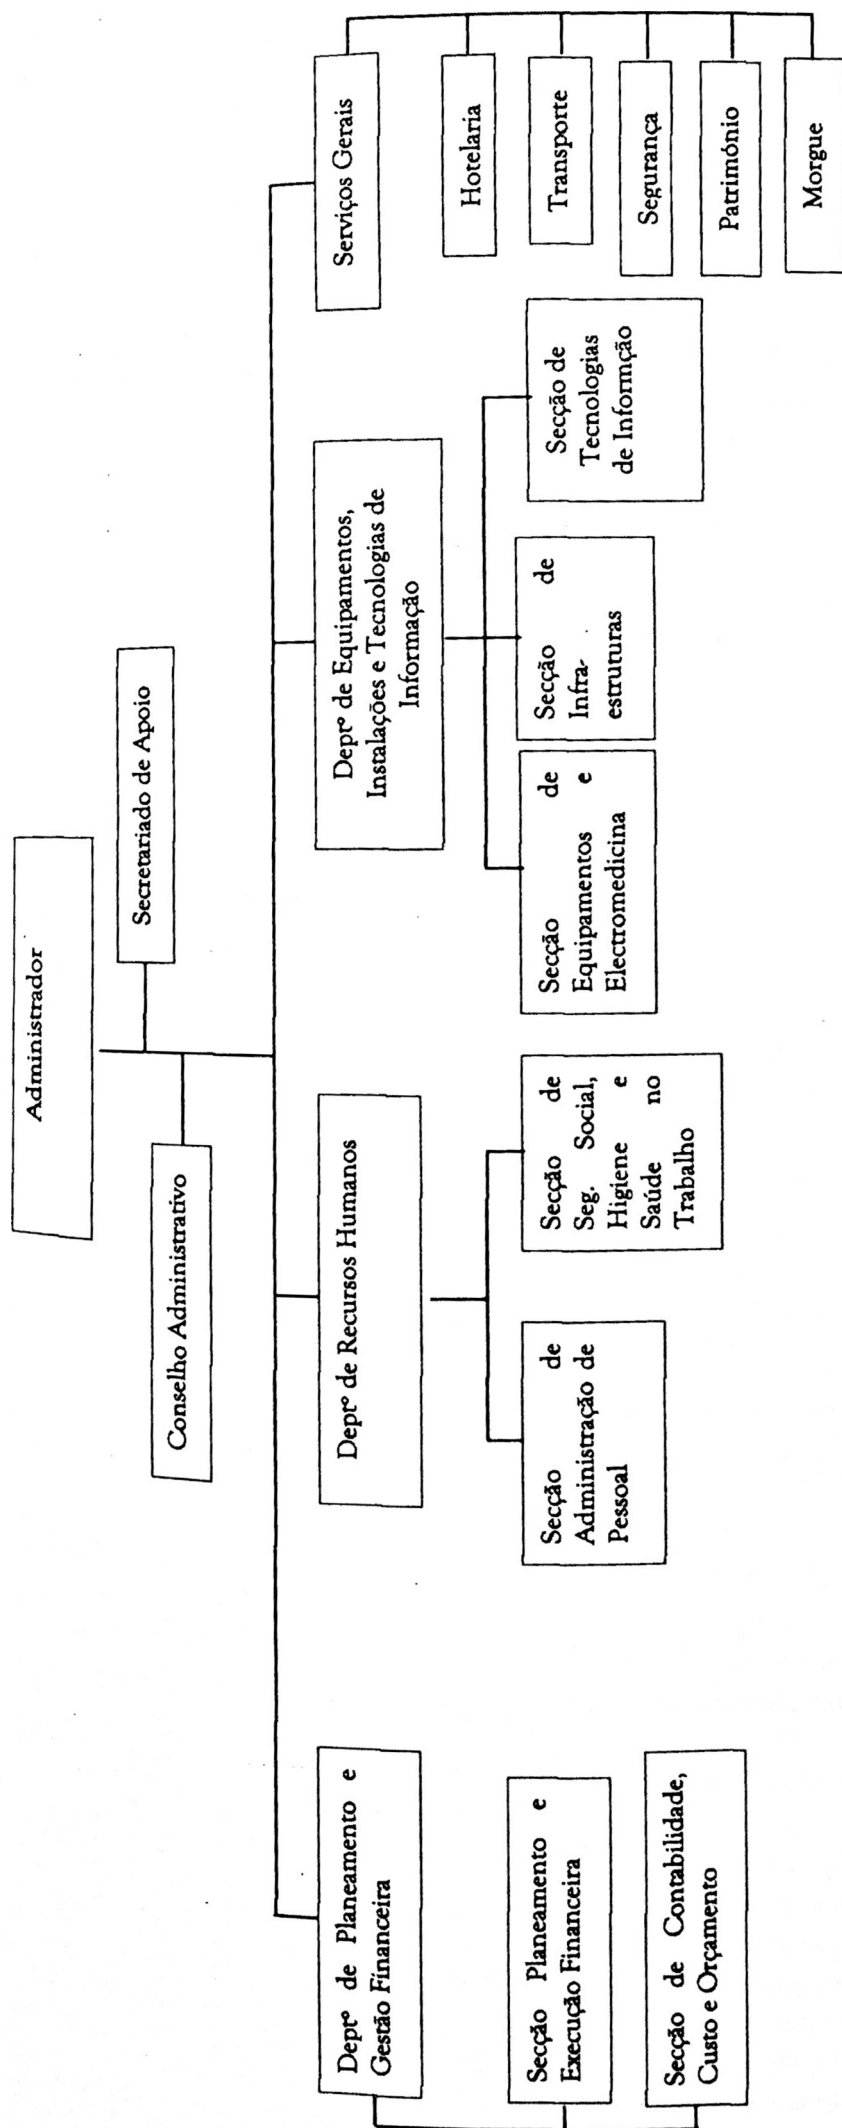 Administrador
Secretariado de Apoio
Conselho Administrativo
Deptº de Planeamento e
Gestão Financeira
Secção Planeamento e
Execução Financeira
Secção de Contabilidade,
Custo e Orçamento
Deptº de Recursos Humanos
Secção de
Administração de
Pessoal
Secção de
Seg. Social,
Higiene e
Saúde no
Trabalho
Deptº de Equipamentos,
Instalações e Tecnologias de
Informação
Secção de
Equipamentos e
Electromedicina
Secção de
Infra-
estruturas
Secção de
Tecnologias
de Informção
Serviços Gerais
Hotelaria
Transporte
Segurança
Património
Morgue